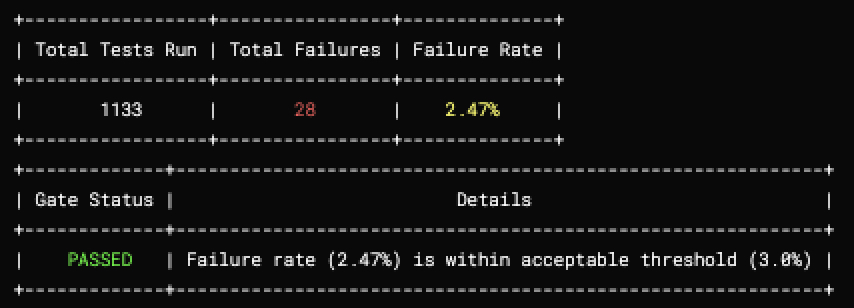 +------------------+----------------+--------------+
| Total Tests Run | Total Failures | Failure Rate |
+------------------+----------------+--------------+
| 1133 | 28 | 2.47% |
+------------------+----------------+--------------+
+-------------+---------------------------------------------------------------+
| Gate Status | Details |
+-------------+---------------------------------------------------------------+
| PASSED | Failure rate (2.47%) is within acceptable threshold (3.0%) |
+-------------+---------------------------------------------------------------+